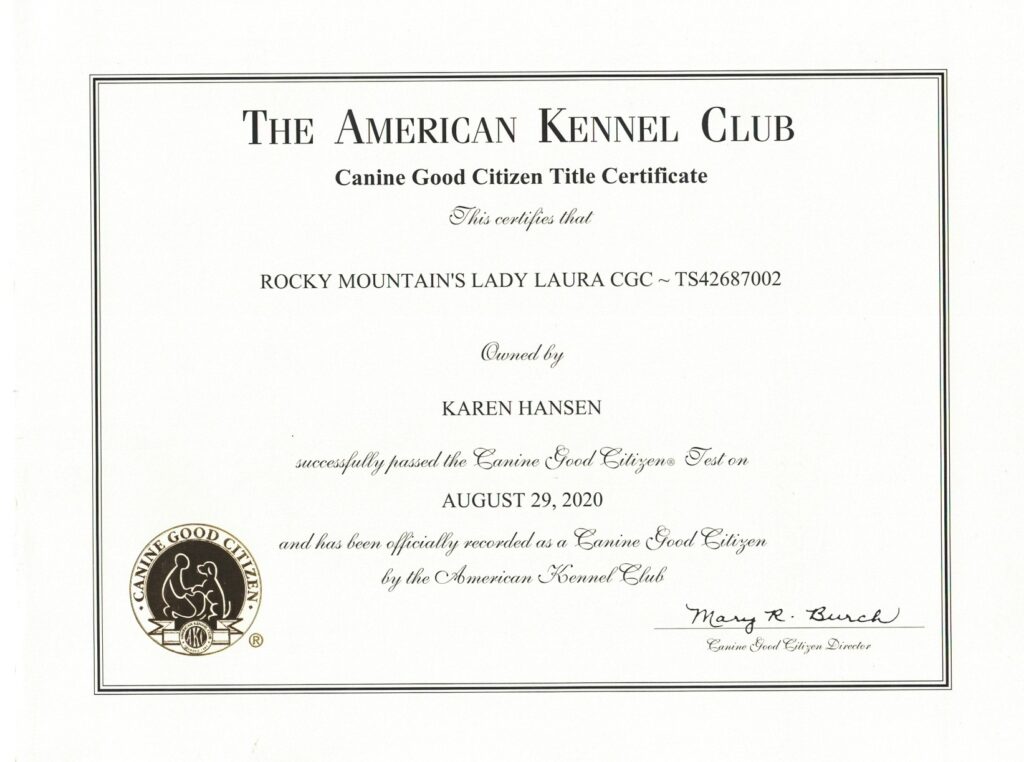 THE AMERICAN KENNEL CLUB
Canine Good Citizen Title Certificate
This certifies that
ROCKY MOUNTAIN'S LADY LAURA CGC ~ TS42687002
Owned by
KAREN HANSEN
successfully passed the Canine Good Citizen® Test on
AUGUST 29, 2020
and has been officially recorded as a Canine Good Citizen
by the American Kennel Club
· CANINE GOOD CITIZEN ·
AKC
®
Mary R. Burch
Canine Good Citizen Director